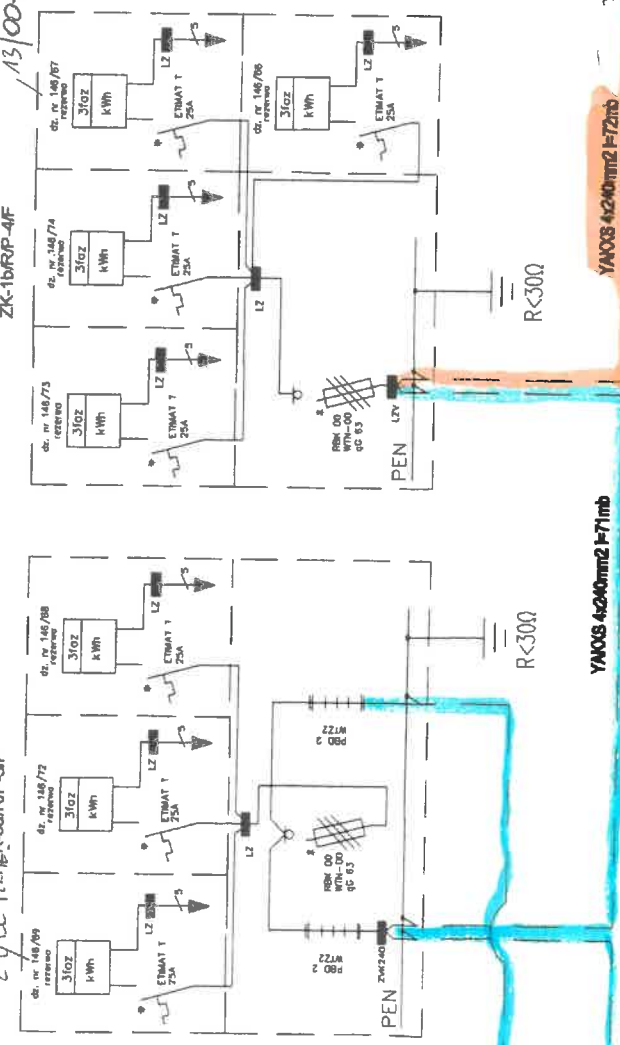 13/00
ZK-1b/R/P-4/F
dz. nr 146/73
rezerwa
3faz
kWh
LZ
5
*
ETIMAT T
25A
dz. nr 146/74
rezerwa
3faz
kWh
LZ
5
*
ETIMAT T
25A
dz. nr 146/67
rezerwa
3faz
kWh
LZ
5
*
ETIMAT T
25A
dz. nr 146/66
rezerwa
3faz
kWh
LZ
5
*
ETIMAT T
25A
LZ
*
RBK 00
WTN-00
gG 63
LZV
PEN
R<30Ω
YAKXS 4x240mm2 l=72mb
dz. nr 146/69
rezerwa
3faz
kWh
LZ
5
*
ETIMAT T
25A
dz. nr 146/72
rezerwa
3faz
kWh
LZ
5
*
ETIMAT T
25A
dz. nr 146/68
rezerwa
3faz
kWh
LZ
5
*
ETIMAT T
25A
LZ
*
RBK 00
WTN-00
gG 63
PBD 2
WTZ2
PBD 2
WTZ2
ZWK240
PEN
R<30Ω
YAKXS 4x240mm2 l=71mb